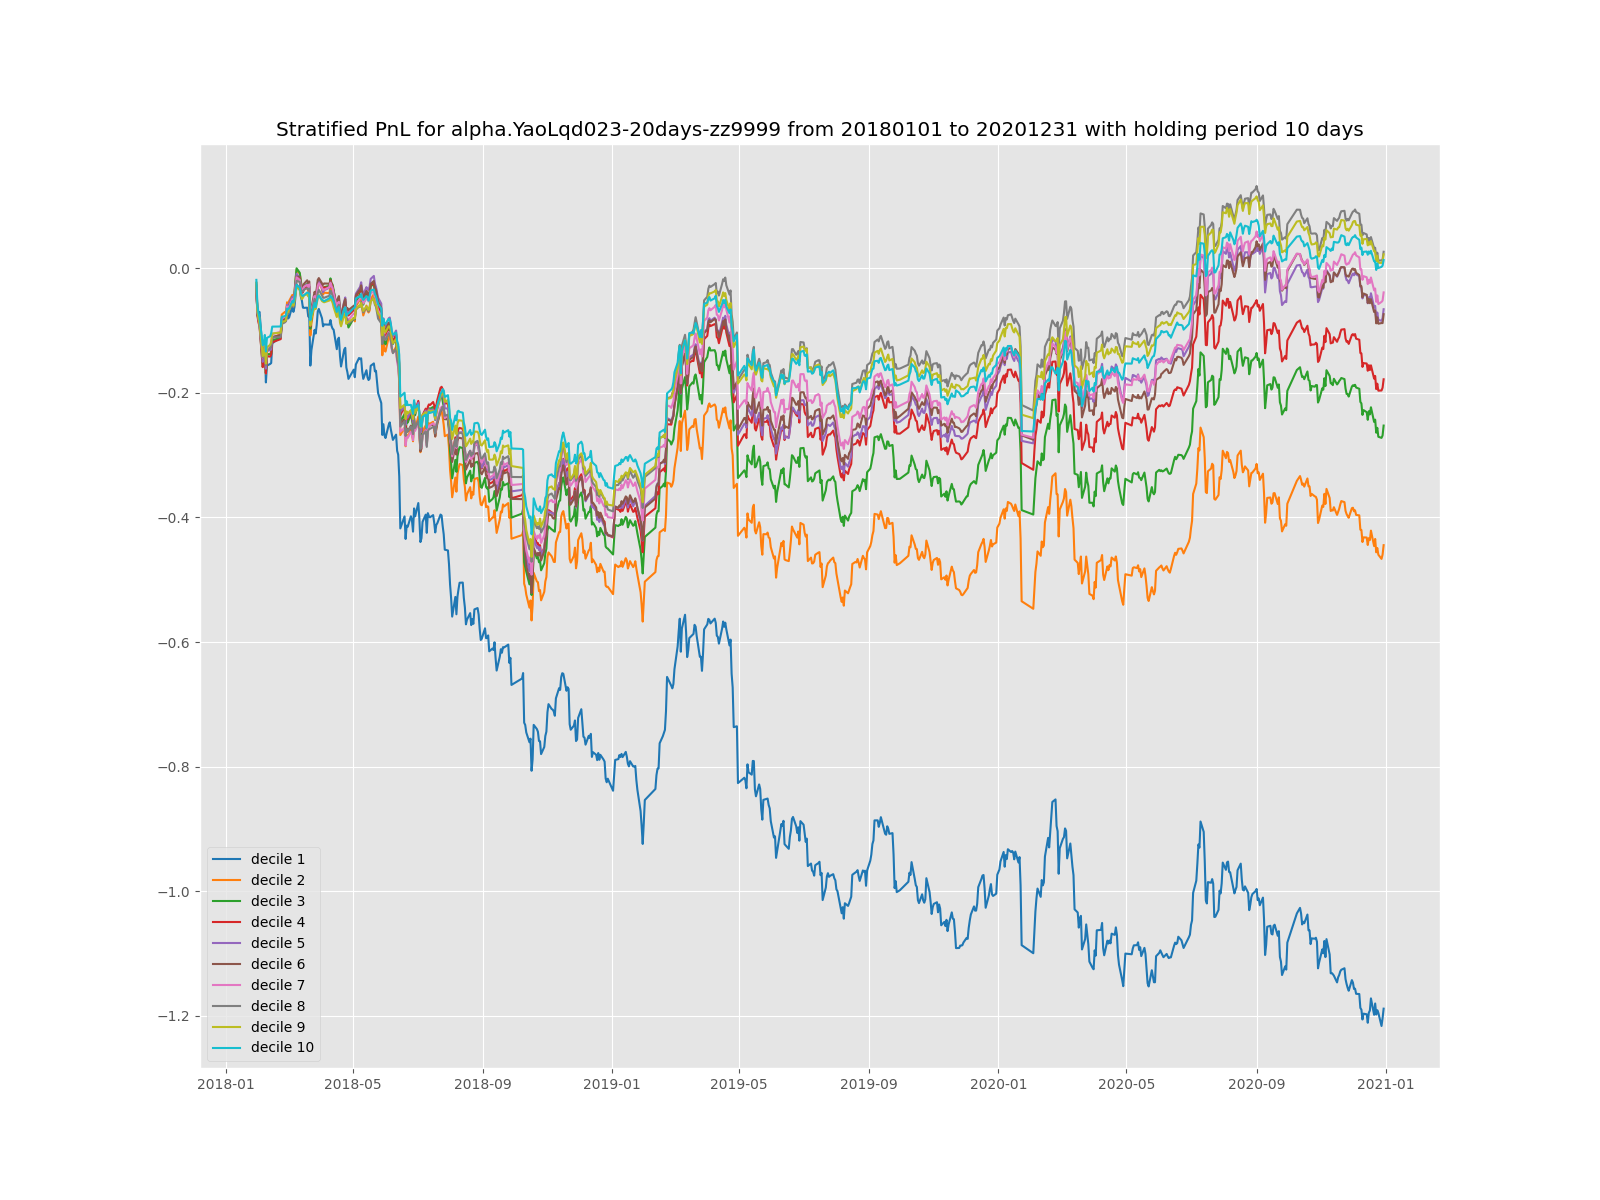 Stratified PnL for alpha.YaoLqd023-20days-zz9999 from 20180101 to 20201231 with holding period 10 days
0.0
−0.2
−0.4
−0.6
−0.8
−1.0
−1.2
decile 1
decile 2
decile 3
decile 4
decile 5
decile 6
decile 7
decile 8
decile 9
decile 10
2018-01 2018-05 2018-09 2019-01 2019-05 2019-09 2020-01 2020-05 2020-09 2021-01